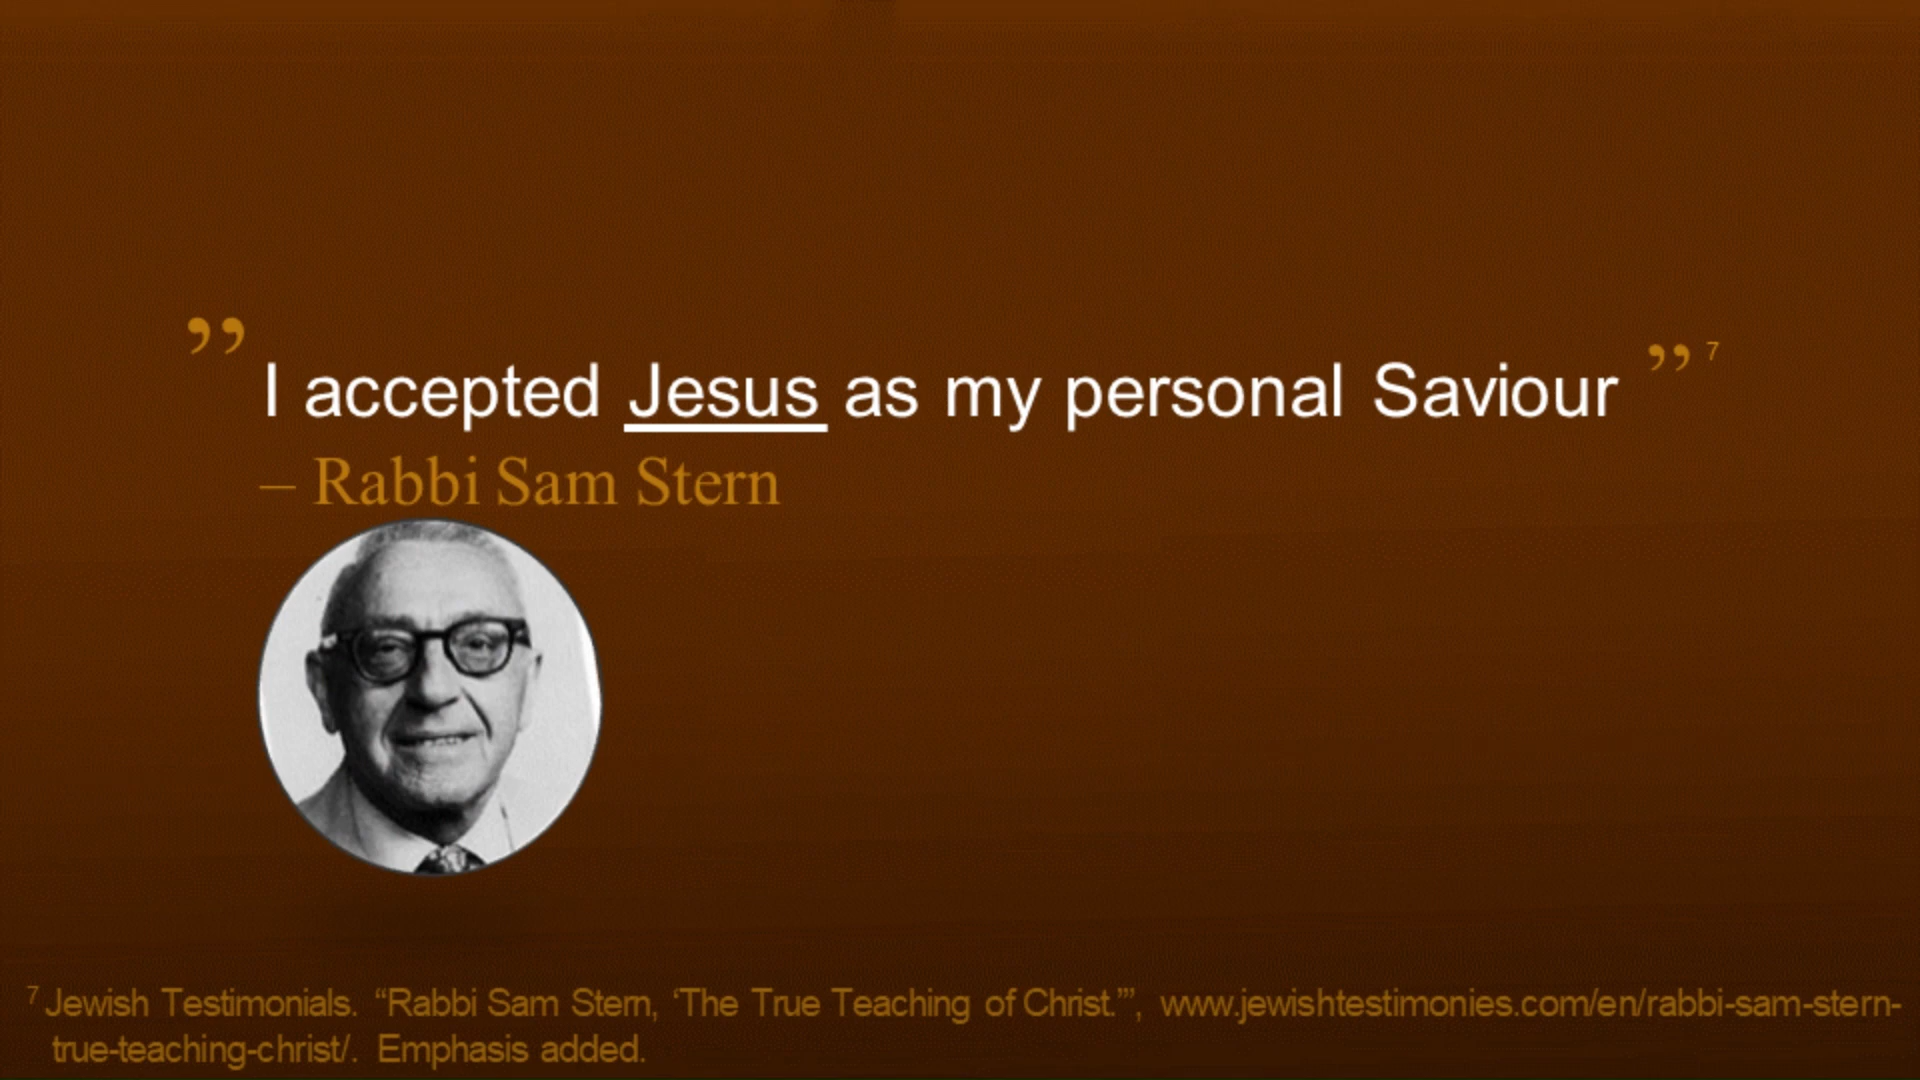 ” I accepted Jesus as my personal Saviour ” 7
– Rabbi Sam Stern
7 Jewish Testimonials. “Rabbi Sam Stern, ‘The True Teaching of Christ.’”, www.jewishtestimonies.com/en/rabbi-sam-stern-
true-teaching-christ/. Emphasis added.